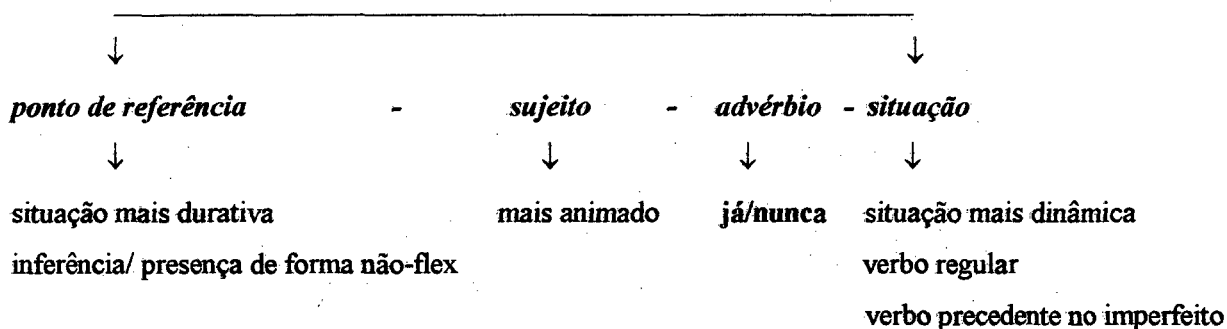 ponto de referência - sujeito - advérbio - situação
situação mais durativa mais animado já/nunca situação mais dinâmica
inferência/ presença de forma não-flex verbo regular
verbo precedente no imperfeito